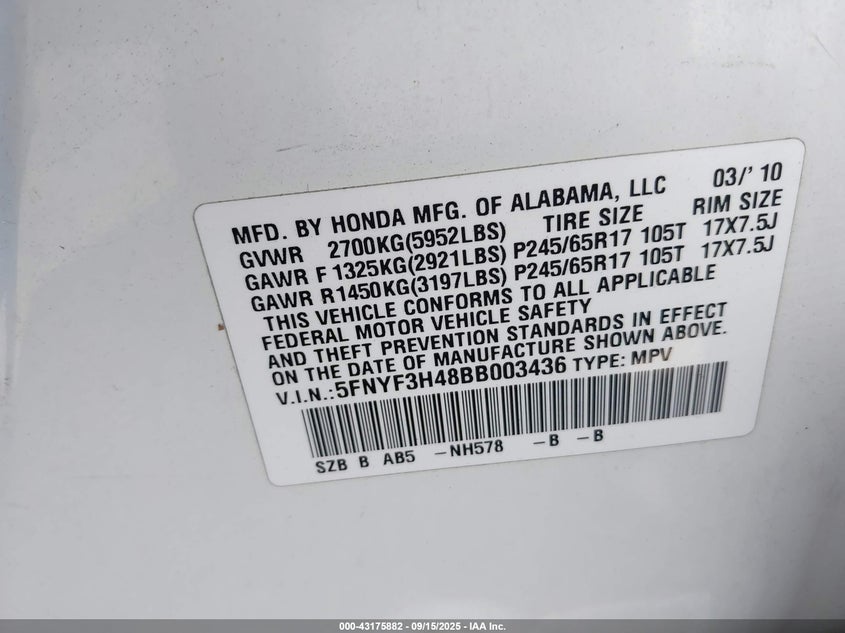 MFD. BY HONDA MFG. OF ALABAMA, LLC 03/' 10
GVWR 2700KG(5952LBS) TIRE SIZE RIM SIZE
GAWR F 1325KG(2921LBS) P245/65R17 105T 17X7.5J
GAWR R1450KG(3197LBS) P245/65R17 105T 17X7.5J
THIS VEHICLE CONFORMS TO ALL APPLICABLE
FEDERAL MOTOR VEHICLE SAFETY
AND THEFT PREVENTION STANDARDS IN EFFECT
ON THE DATE OF MANUFACTURE SHOWN ABOVE.
V.I.N.:5FNYF3H48BB003436 TYPE: MPV
SZB B AB5 -NH578 -B -B
000-43175882 - 09/15/2025 - IAA Inc.